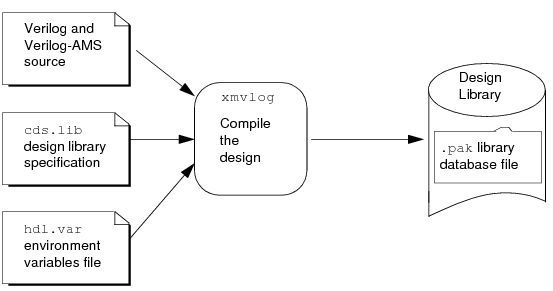 Verilog and
Verilog-AMS
source
cds.lib
design library
specification
hdl.var
environment
variables file
xmvlog
Compile
the
design
Design
Library
.pak library
database file